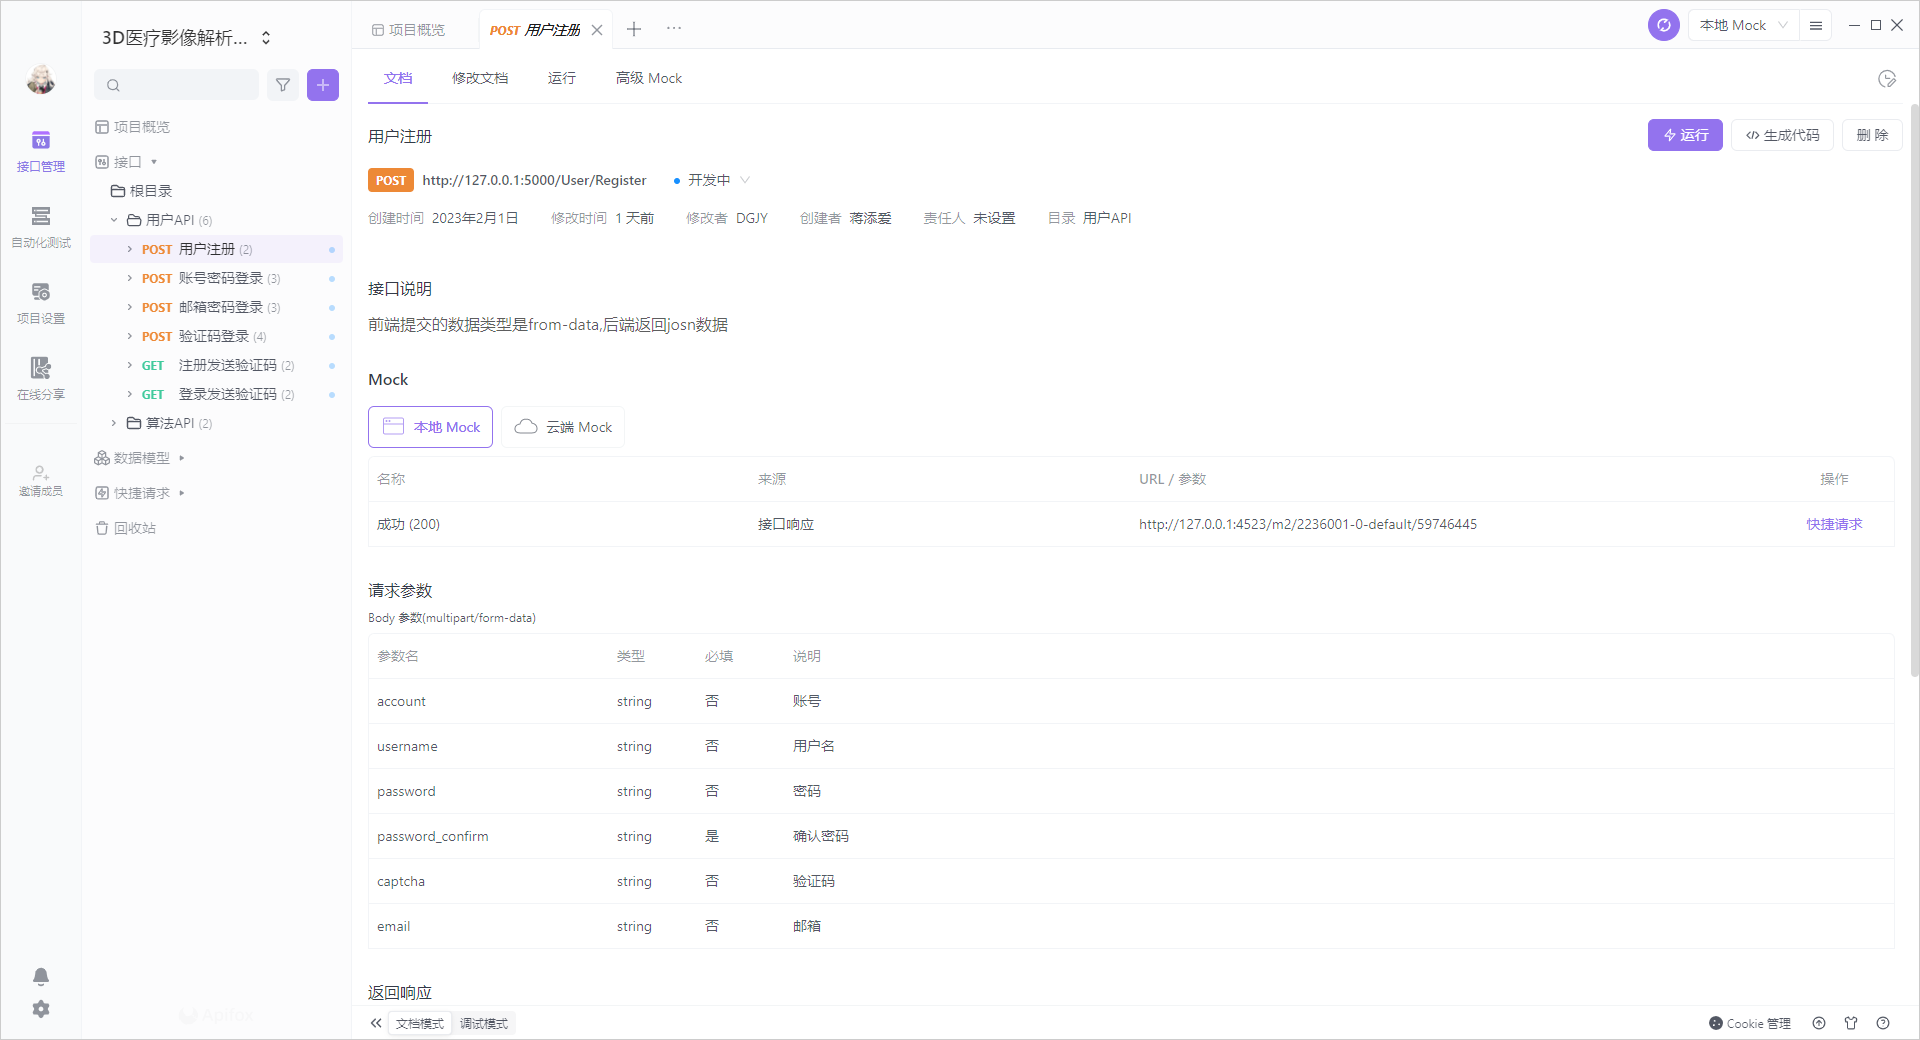 3D医疗影像解析...
接口管理
自动化测试
项目设置
在线分享
邀请成员
项目概览
接口
根目录
用户API (6)
POST 用户注册 (2)
POST 账号密码登录 (3)
POST 邮箱密码登录 (3)
POST 验证码登录 (4)
GET 注册发送验证码 (2)
GET 登录发送验证码 (2)
算法API (2)
数据模型
快捷请求
回收站
Apifox
项目概览
POST 用户注册
本地 Mock
文档 修改文档 运行 高级 Mock
用户注册
运行 生成代码 删 除
POST http://127.0.0.1:5000/User/Register 开发中
创建时间 2023年2月1日 修改时间 1 天前 修改者 DGJY 创建者 蒋添爱 责任人 未设置 目录 用户API
接口说明
前端提交的数据类型是from-data,后端返回josn数据
Mock
本地 Mock 云端 Mock
名称 来源 URL / 参数 操作
成功 (200) 接口响应 http://127.0.0.1:4523/m2/2236001-0-default/59746445 快捷请求
请求参数
Body 参数(multipart/form-data)
参数名 类型 必填 说明
account string 否 账号
username string 否 用户名
password string 否 密码
password_confirm string 是 确认密码
captcha string 否 验证码
email string 否 邮箱
返回响应
文档模式 调试模式
Cookie 管理